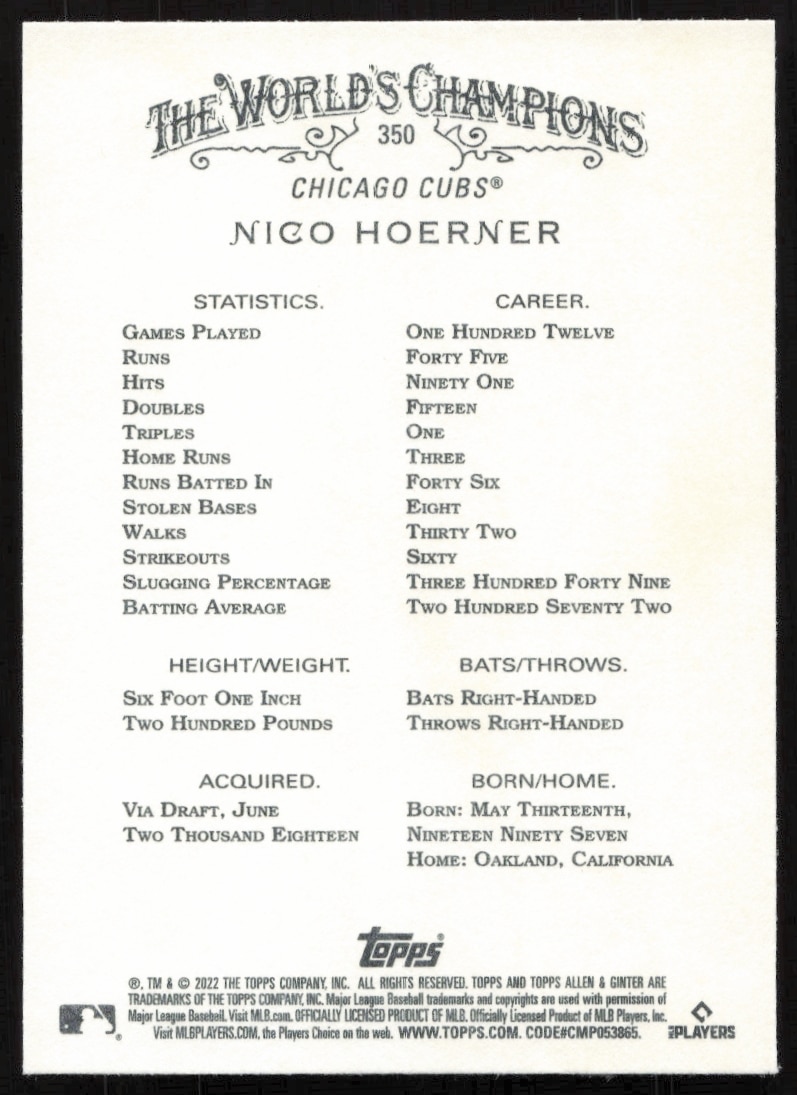 THE WORLD'S CHAMPIONS
350
CHICAGO CUBS®
NICO HOERNER
STATISTICS. CAREER.
GAMES PLAYED ONE HUNDRED TWELVE
RUNS FORTY FIVE
HITS NINETY ONE
DOUBLES FIFTEEN
TRIPLES ONE
HOME RUNS THREE
RUNS BATTED IN FORTY SIX
STOLEN BASES EIGHT
WALKS THIRTY TWO
STRIKEOUTS SIXTY
SLUGGING PERCENTAGE THREE HUNDRED FORTY NINE
BATTING AVERAGE TWO HUNDRED SEVENTY TWO
HEIGHT/WEIGHT. BATS/THROWS.
SIX FOOT ONE INCH BATS RIGHT-HANDED
TWO HUNDRED POUNDS THROWS RIGHT-HANDED
ACQUIRED. BORN/HOME.
VIA DRAFT, JUNE BORN: MAY THIRTEENTH,
TWO THOUSAND EIGHTEEN NINETEEN NINETY SEVEN
HOME: OAKLAND, CALIFORNIA
topps®
®, TM & © 2022 THE TOPPS COMPANY, INC. ALL RIGHTS RESERVED. TOPPS AND TOPPS ALLEN & GINTER ARE
TRADEMARKS OF THE TOPPS COMPANY, INC. Major League Baseball trademarks and copyrights are used with permission of
Major League Baseball. Visit MLB.com. OFFICIALLY LICENSED PRODUCT OF MLB. Officially Licensed Product of MLB Players, Inc.
Visit MLBPLAYERS.COM, the Players Choice on the web. WWW.TOPPS.COM. CODE#CMP053865.
MLB PLAYERS